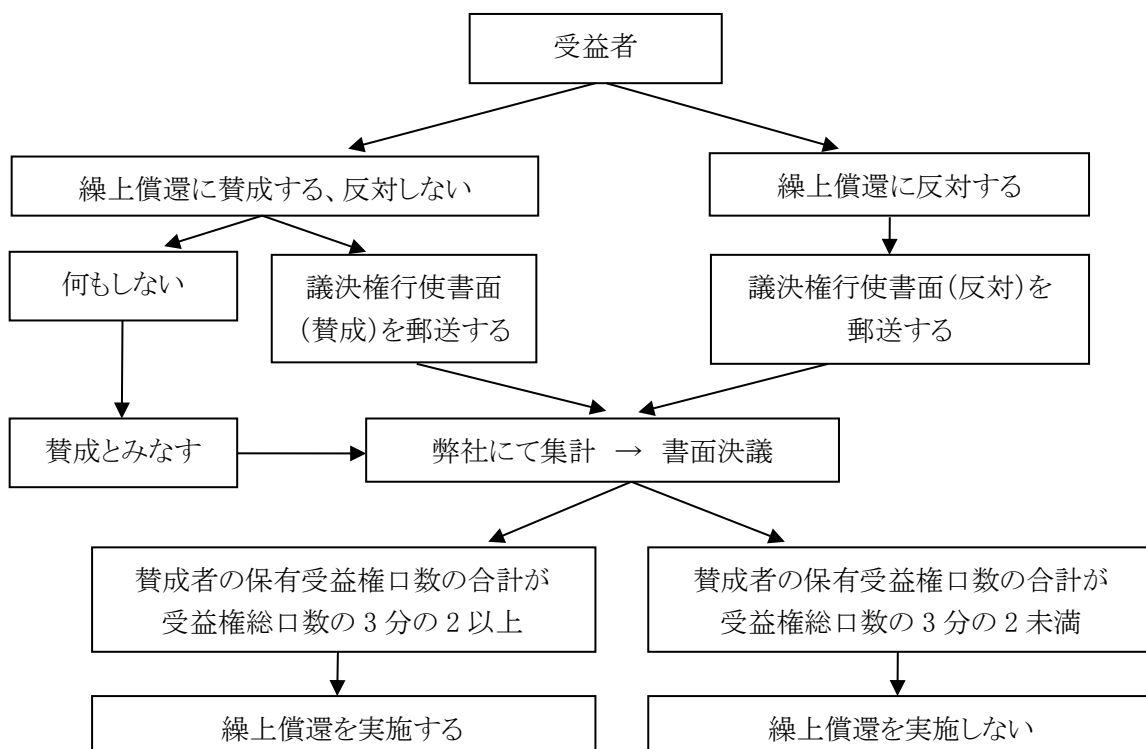 受益者
繰上償還に賛成する、反対しない
繰上償還に反対する
何もしない
議決権行使書面
(賛成)を郵送する
議決権行使書面(反対)を
郵送する
賛成とみなす
弊社にて集計 → 書面決議
賛成者の保有受益権口数の合計が
受益権総口数の 3 分の 2 以上
賛成者の保有受益権口数の合計が
受益権総口数の 3 分の 2 未満
繰上償還を実施する
繰上償還を実施しない